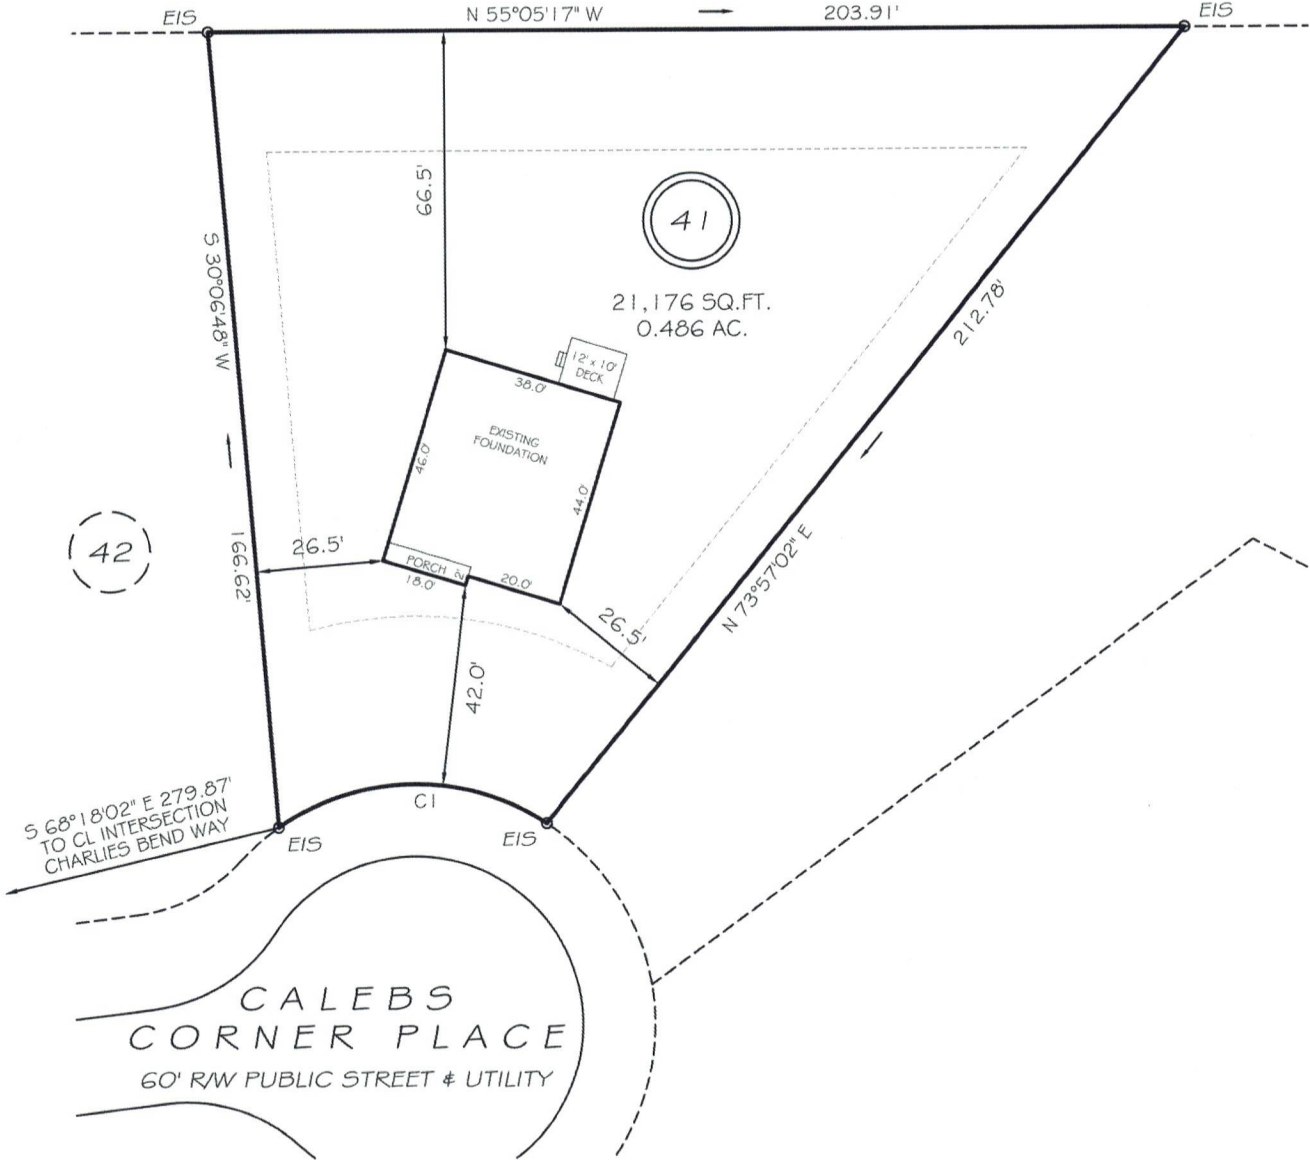 EIS
N 55°05'17" W
203.91'
EIS
66.5'
41
21,176 SQ.FT.
0.486 AC.
S 30°06'48" W
166.62'
212.78'
N 73°57'02" E
12'x10'
DECK
38.0'
EXISTING
FOUNDATION
46.0'
44.0'
42
26.5'
PORCH
2'
18.0'
20.0'
26.5'
42.0'
C1
S 68°18'02" E 279.87'
TO CL INTERSECTION
CHARLIES BEND WAY
EIS
EIS
CALEBS
CORNER PLACE
60' R/W PUBLIC STREET & UTILITY